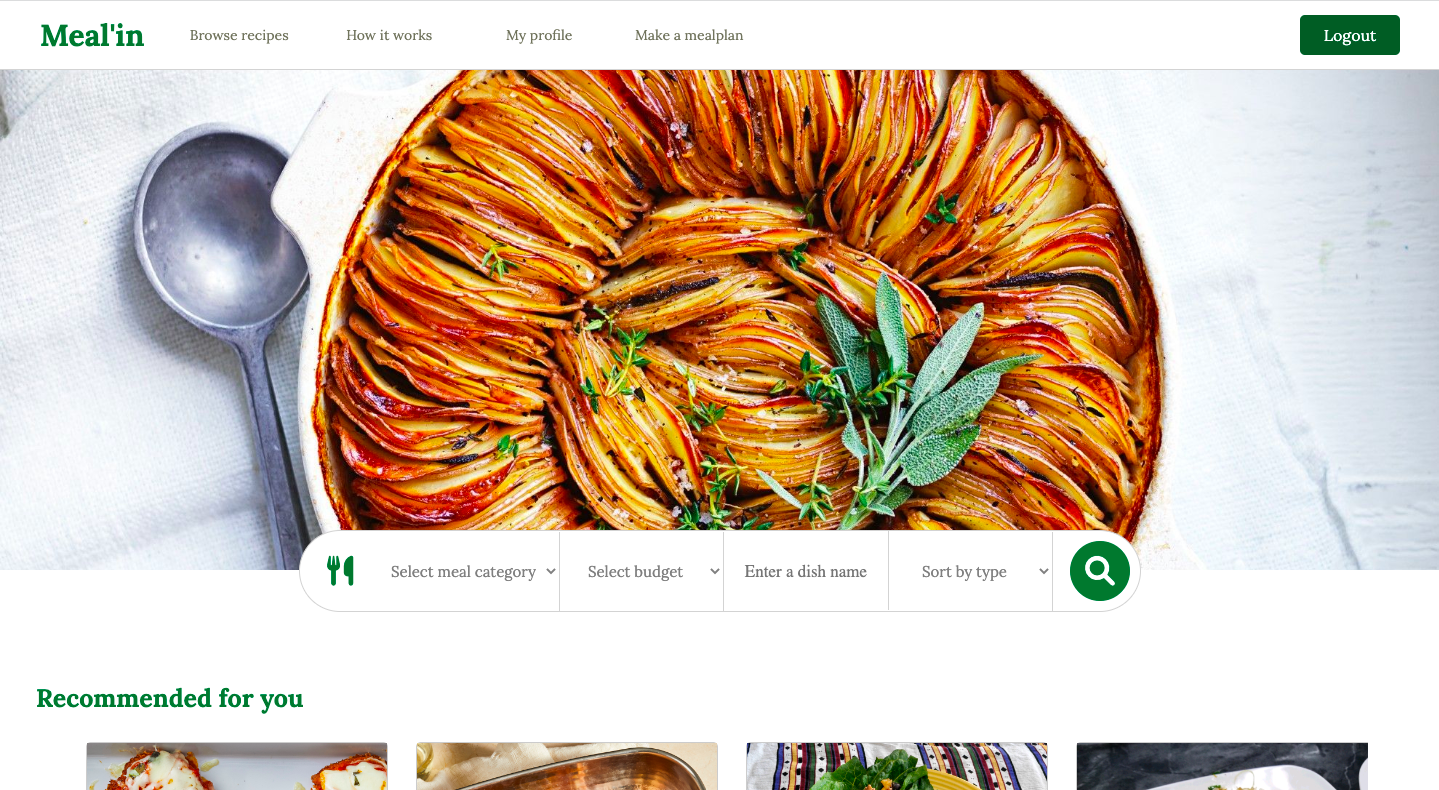 Meal'in Browse recipes How it works My profile Make a mealplan Logout
Select meal category Select budget Enter a dish name Sort by type
Recommended for you